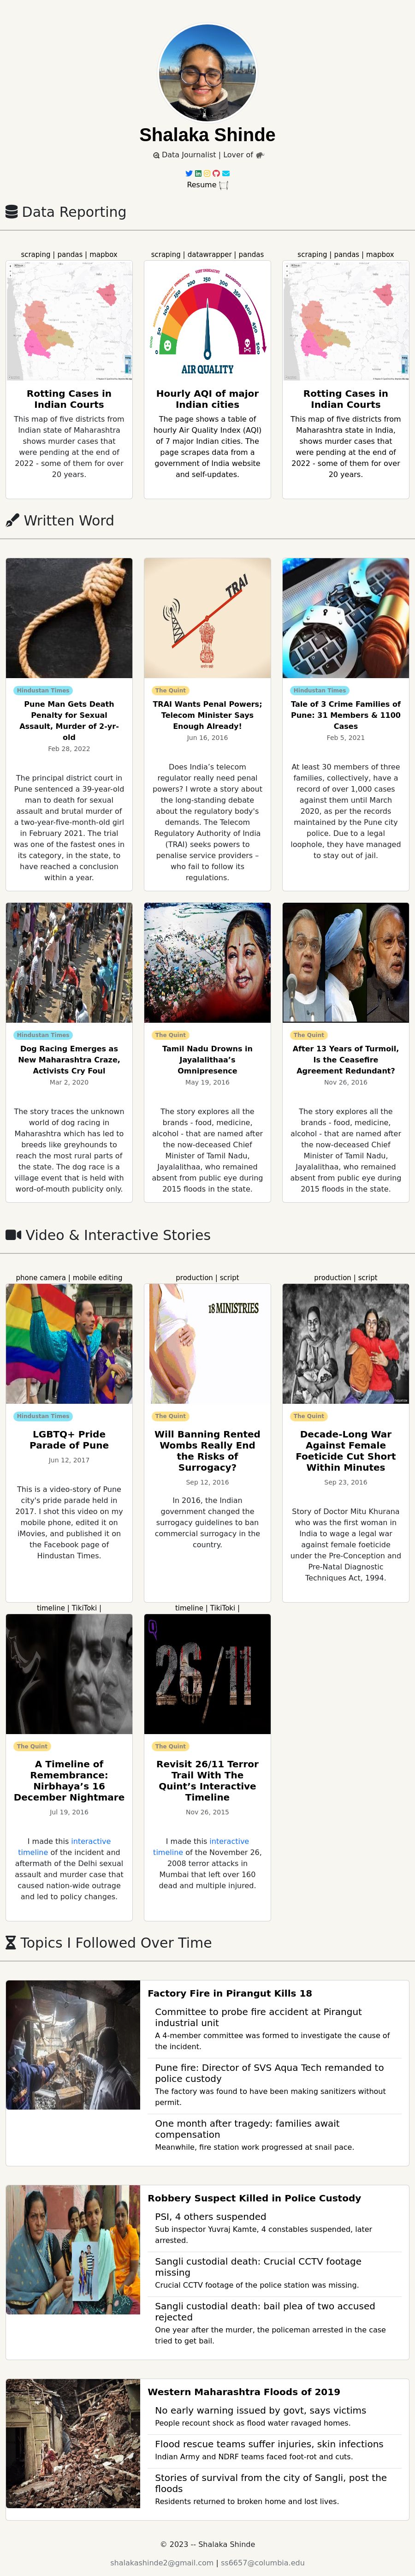 Shalaka Shinde
Data Journalist | Lover of
Resume
Data Reporting
scraping | pandas | mapbox
Rotting Cases in
Indian Courts
This map of five districts from
Indian state of Maharashtra
shows murder cases that
were pending at the end of
2022 - some of them for over
20 years.
scraping | datawrapper | pandas
AIR QUALITY
Hourly AQI of major
Indian cities
The page shows a table of
hourly Air Quality Index (AQI)
of 7 major Indian cities. The
page scrapes data from a
government of India website
and self-updates.
scraping | pandas | mapbox
Rotting Cases in
Indian Courts
This map of five districts from
Maharashtra state in India,
shows murder cases that
were pending at the end of
2022 - some of them for over
20 years.
Written Word
Hindustan Times
Pune Man Gets Death
Penalty for Sexual
Assault, Murder of 2-yr-
old
Feb 28, 2022
The principal district court in
Pune sentenced a 39-year-old
man to death for sexual
assault and brutal murder of
a two-year-five-month-old girl
in February 2021. The trial
was one of the fastest ones in
its category, in the state, to
have reached a conclusion
within a year.
TRAI
The Quint
TRAI Wants Penal Powers;
Telecom Minister Says
Enough Already!
Jun 16, 2016
Does India's telecom
regulator really need penal
powers? I wrote a story about
the long-standing debate
about the regulatory body's
demands. The Telecom
Regulatory Authority of India
(TRAI) seeks powers to
penalise service providers –
who fail to follow its
regulations.
Hindustan Times
Tale of 3 Crime Families of
Pune: 31 Members & 1100
Cases
Feb 5, 2021
At least 30 members of three
families, collectively, have a
record of over 1,000 cases
against them until March
2020, as per the records
maintained by the Pune city
police. Due to a legal
loophole, they have managed
to stay out of jail.
Hindustan Times
Dog Racing Emerges as
New Maharashtra Craze,
Activists Cry Foul
Mar 2, 2020
The story traces the unknown
world of dog racing in
Maharashtra which has led to
breeds like greyhounds to
reach the most rural parts of
the state. The dog race is a
village event that is held with
word-of-mouth publicity only.
The Quint
Tamil Nadu Drowns in
Jayalalithaa's
Omnipresence
May 19, 2016
The story explores all the
brands - food, medicine,
alcohol - that are named after
the now-deceased Chief
Minister of Tamil Nadu,
Jayalalithaa, who remained
absent from public eye during
2015 floods in the state.
The Quint
After 13 Years of Turmoil,
Is the Ceasefire
Agreement Redundant?
Nov 26, 2016
The story explores all the
brands - food, medicine,
alcohol - that are named after
the now-deceased Chief
Minister of Tamil Nadu,
Jayalalithaa, who remained
absent from public eye during
2015 floods in the state.
Video & Interactive Stories
phone camera | mobile editing
Hindustan Times
LGBTQ+ Pride
Parade of Pune
Jun 12, 2017
This is a video-story of Pune
city's pride parade held in
2017. I shot this video on my
mobile phone, edited it on
iMovies, and published it on
the Facebook page of
Hindustan Times.
production | script
18 MINISTRIES
The Quint
Will Banning Rented
Wombs Really End
the Risks of
Surrogacy?
Sep 12, 2016
In 2016, the Indian
government changed the
surrogacy guidelines to ban
commercial surrogacy in the
country.
production | script
The Quint
Decade-Long War
Against Female
Foeticide Cut Short
Within Minutes
Sep 23, 2016
Story of Doctor Mitu Khurana
who was the first woman in
India to wage a legal war
against female foeticide
under the Pre-Conception and
Pre-Natal Diagnostic
Techniques Act, 1994.
timeline | TikiToki |
The Quint
A Timeline of
Remembrance:
Nirbhaya's 16
December Nightmare
Jul 19, 2016
I made this interactive
timeline of the incident and
aftermath of the Delhi sexual
assault and murder case that
caused nation-wide outrage
and led to policy changes.
timeline | TikiToki |
26/11
The Quint
Revisit 26/11 Terror
Trail With The
Quint's Interactive
Timeline
Nov 26, 2015
I made this interactive
timeline of the November 26,
2008 terror attacks in
Mumbai that left over 160
dead and multiple injured.
Topics I Followed Over Time
Factory Fire in Pirangut Kills 18
Committee to probe fire accident at Pirangut
industrial unit
A 4-member committee was formed to investigate the cause of
the incident.
Pune fire: Director of SVS Aqua Tech remanded to
police custody
The factory was found to have been making sanitizers without
permit.
One month after tragedy: families await
compensation
Meanwhile, fire station work progressed at snail pace.
Robbery Suspect Killed in Police Custody
PSI, 4 others suspended
Sub inspector Yuvraj Kamte, 4 constables suspended, later
arrested.
Sangli custodial death: Crucial CCTV footage
missing
Crucial CCTV footage of the police station was missing.
Sangli custodial death: bail plea of two accused
rejected
One year after the murder, the policeman arrested in the case
tried to get bail.
Western Maharashtra Floods of 2019
No early warning issued by govt, says victims
People recount shock as flood water ravaged homes.
Flood rescue teams suffer injuries, skin infections
Indian Army and NDRF teams faced foot-rot and cuts.
Stories of survival from the city of Sangli, post the
floods
Residents returned to broken home and lost lives.
© 2023 -- Shalaka Shinde
shalakashinde2@gmail.com | ss6657@columbia.edu